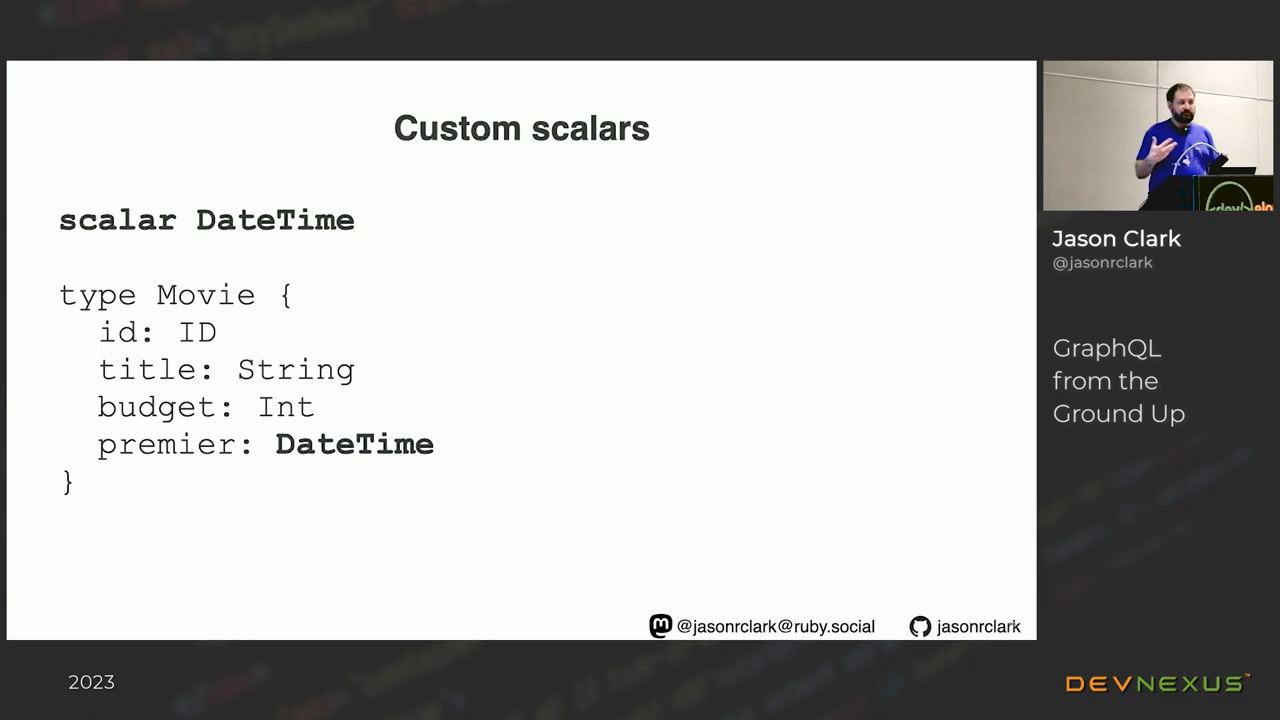 Custom scalars
scalar DateTime
type Movie {
id: ID
title: String
budget: Int
premier: DateTime
}
@jasonrclark@ruby.social
jasonrclark
Jason Clark
@jasonrclark
GraphQL
from the
Ground Up
2023
DEVNEXUS™